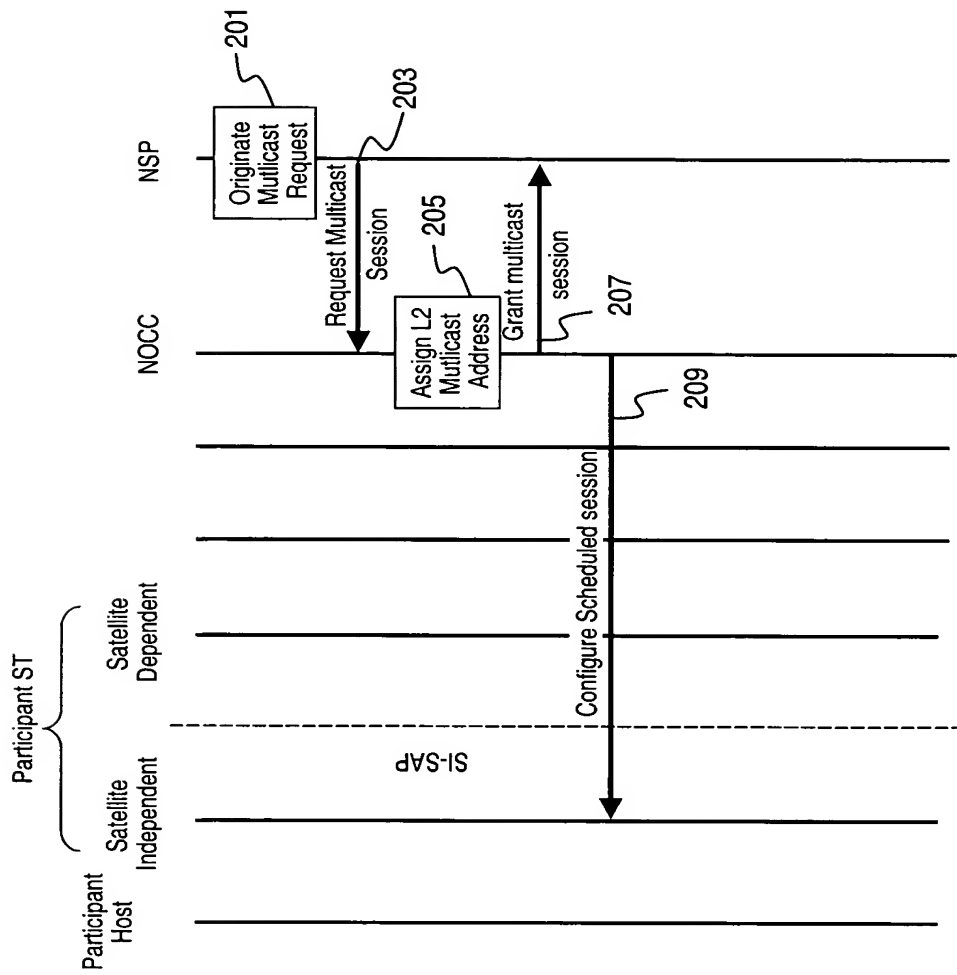 Participant ST
Participant
Host
Satellite
Independent
Satellite
Dependent
NOCC
NSP
SI-SAP
Originate
Mutlicast
Request
201
Request Multicast
Session
203
Assign L2
Mutlicast
Address
205
Grant multicast
session
207
Configure Scheduled session
209